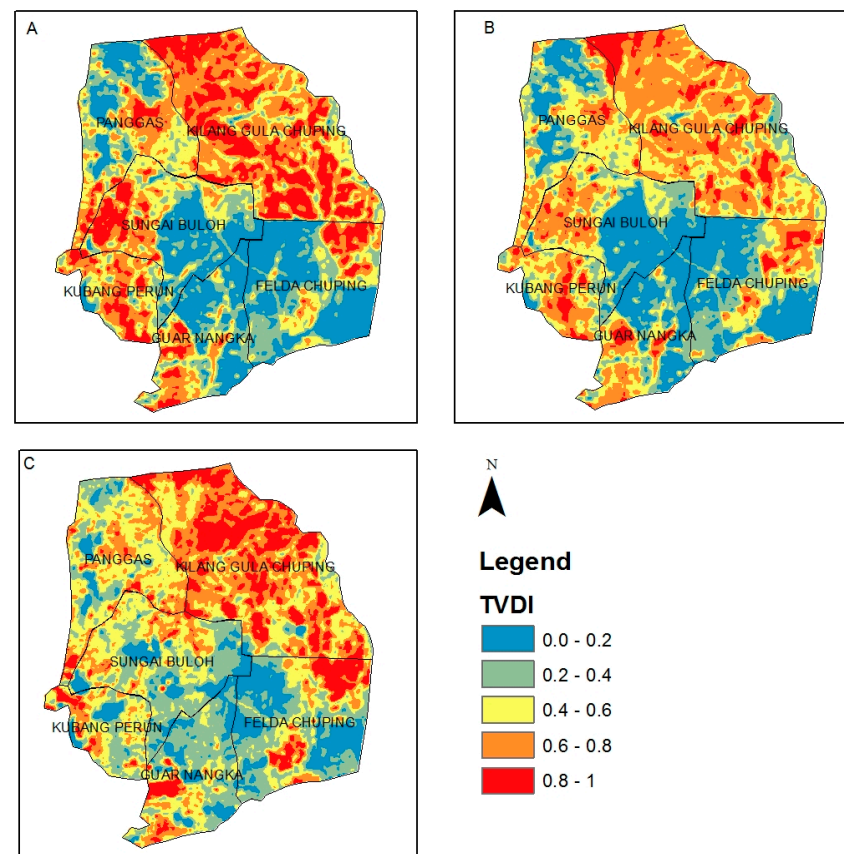 A
PANGGAS
KILANG GULA CHUPING
SUNGAI BULOH
KUBANG PERUN
FELDA CHUPING
GUAR NANGKA
B
PANGGAS
KILANG GULA CHUPING
SUNGAI BULOH
KUBANG PERUN
FELDA CHUPING
GUAR NANGKA
C
PANGGAS
KILANG GULA CHUPING
SUNGAI BULOH
KUBANG PERUN
FELDA CHUPING
GUAR NANGKA
N
Legend
TVDI
0.0 - 0.2
0.2 - 0.4
0.4 - 0.6
0.6 - 0.8
0.8 - 1